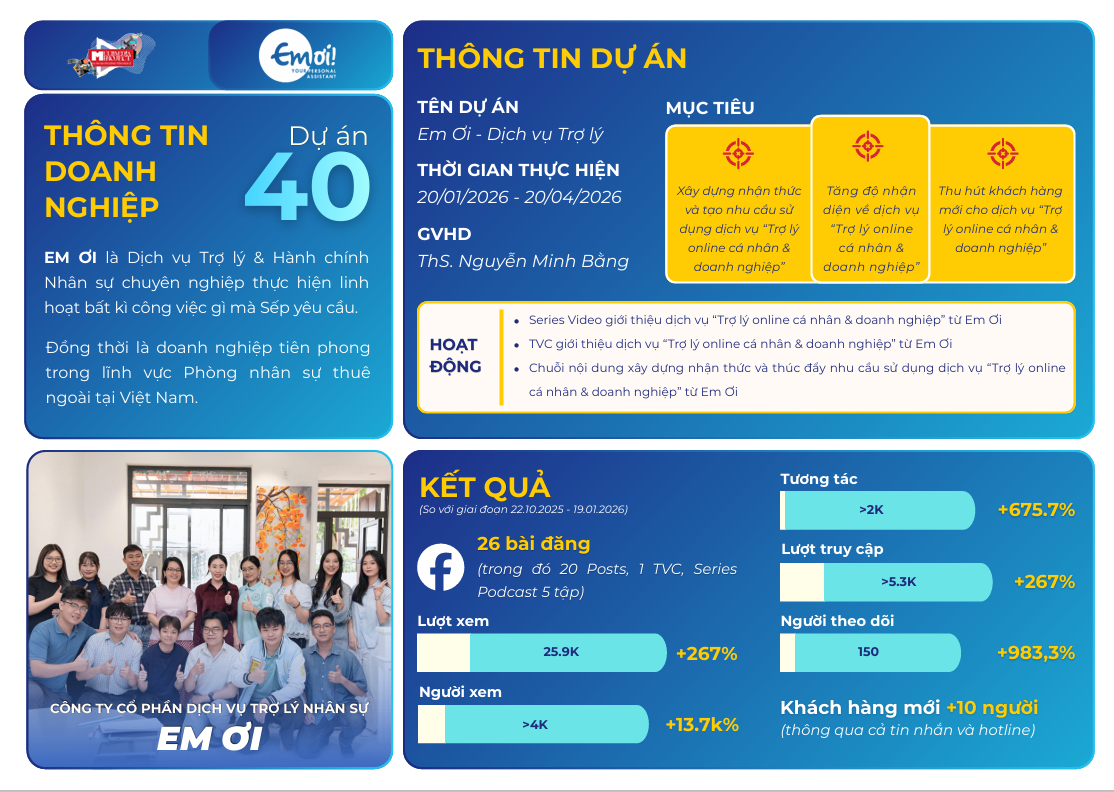 MULTIMEDIA
PROJECT
Emơi!
YOUR PERSONAL
ASSISTANT
THÔNG TIN
DOANH
NGHIỆP
Dự án
40
EM ƠI là Dịch vụ Trợ lý & Hành chính
Nhân sự chuyên nghiệp thực hiện linh
hoạt bất kì công việc gì mà Sếp yêu cầu.
Đồng thời là doanh nghiệp tiên phong
trong lĩnh vực Phòng nhân sự thuê
ngoài tại Việt Nam.
CÔNG TY CỔ PHẦN DỊCH VỤ TRỢ LÝ NHÂN SỰ
EM ƠI
THÔNG TIN DỰ ÁN
TÊN DỰ ÁN
Em Ơi - Dịch vụ Trợ lý
THỜI GIAN THỰC HIỆN
20/01/2026 - 20/04/2026
GVHD
ThS. Nguyễn Minh Bằng
MỤC TIÊU
Xây dựng nhận thức
và tạo nhu cầu sử
dụng dịch vụ “Trợ lý
online cá nhân &
doanh nghiệp”
Tăng độ nhận
diện về dịch vụ
“Trợ lý online
cá nhân &
doanh nghiệp”
Thu hút khách hàng
mới cho dịch vụ “Trợ
lý online cá nhân &
doanh nghiệp”
HOẠT
ĐỘNG
• Series Video giới thiệu dịch vụ “Trợ lý online cá nhân & doanh nghiệp” từ Em Ơi
• TVC giới thiệu dịch vụ “Trợ lý online cá nhân & doanh nghiệp” từ Em Ơi
• Chuỗi nội dung xây dựng nhận thức và thúc đẩy nhu cầu sử dụng dịch vụ “Trợ lý online
cá nhân & doanh nghiệp” từ Em Ơi
KẾT QUẢ
(So với giai đoạn 22.10.2025 - 19.01.2026)
26 bài đăng
(trong đó 20 Posts, 1 TVC, Series
Podcast 5 tập)
Lượt xem
25.9K +267%
Người xem
>4K +13.7k%
Tương tác
>2K +675.7%
Lượt truy cập
>5.3K +267%
Người theo dõi
150 +983,3%
Khách hàng mới +10 người
(thông qua cả tin nhắn và hotline)